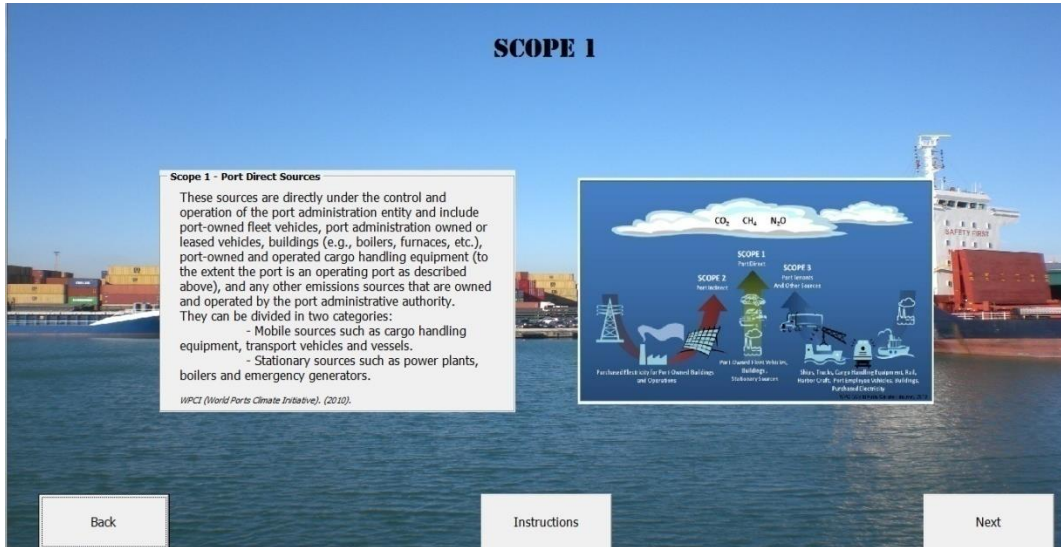 SCOPE 1
Scope 1 - Port Direct Sources
These sources are directly under the control and
operation of the port administration entity and include
port-owned fleet vehicles, port administration owned or
leased vehicles, buildings (e.g., boilers, furnaces, etc.),
port-owned and operated cargo handling equipment (to
the extent the port is an operating port as described
above), and any other emissions sources that are owned
and operated by the port administrative authority.
They can be divided in two categories:
- Mobile sources such as cargo handling
equipment, transport vehicles and vessels.
- Stationary sources such as power plants,
boilers and emergency generators.
WPCI (World Ports Climate Initiative). (2010).
CO₂ CH₄ N₂O
SCOPE 1
Port Direct
SCOPE 2
Port Indirect
SCOPE 3
Port Tenants
And Other Sources
Purchased Electricity for Port Owned Buildings
and Operations
Port Owned Fleet Vehicles,
Buildings,
Stationary Sources
Ships, Trucks, Cargo Handling Equipment, Rail,
Harbor Craft, Port Employee Vehicles, Buildings,
Purchased Electricity
SAFETY FIRST
Back
Instructions
Next